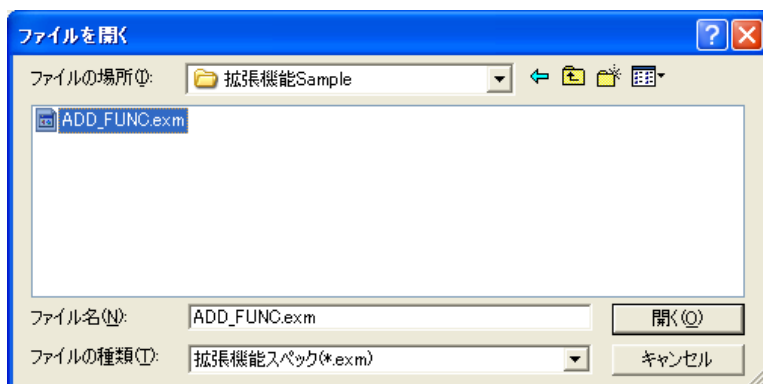 ファイルを開く
ファイルの場所(I):
拡張機能Sample
ADD_FUNC.exm
ファイル名(N):
ADD_FUNC.exm
開く(O)
ファイルの種類(T):
拡張機能スペック(*.exm)
キャンセル